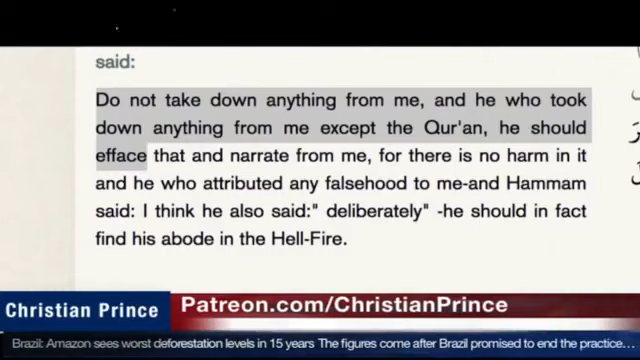 said:
Do not take down anything from me, and he who took
down anything from me except the Qur'an, he should
efface that and narrate from me, for there is no harm in it
and he who attributed any falsehood to me-and Hammam
said: I think he also said:" deliberately" -he should in fact
find his abode in the Hell-Fire.
Christian Prince
Patreon.com/ChristianPrince
Brazil: Amazon sees worst deforestation levels in 15 years The figures come after Brazil promised to end the practice...